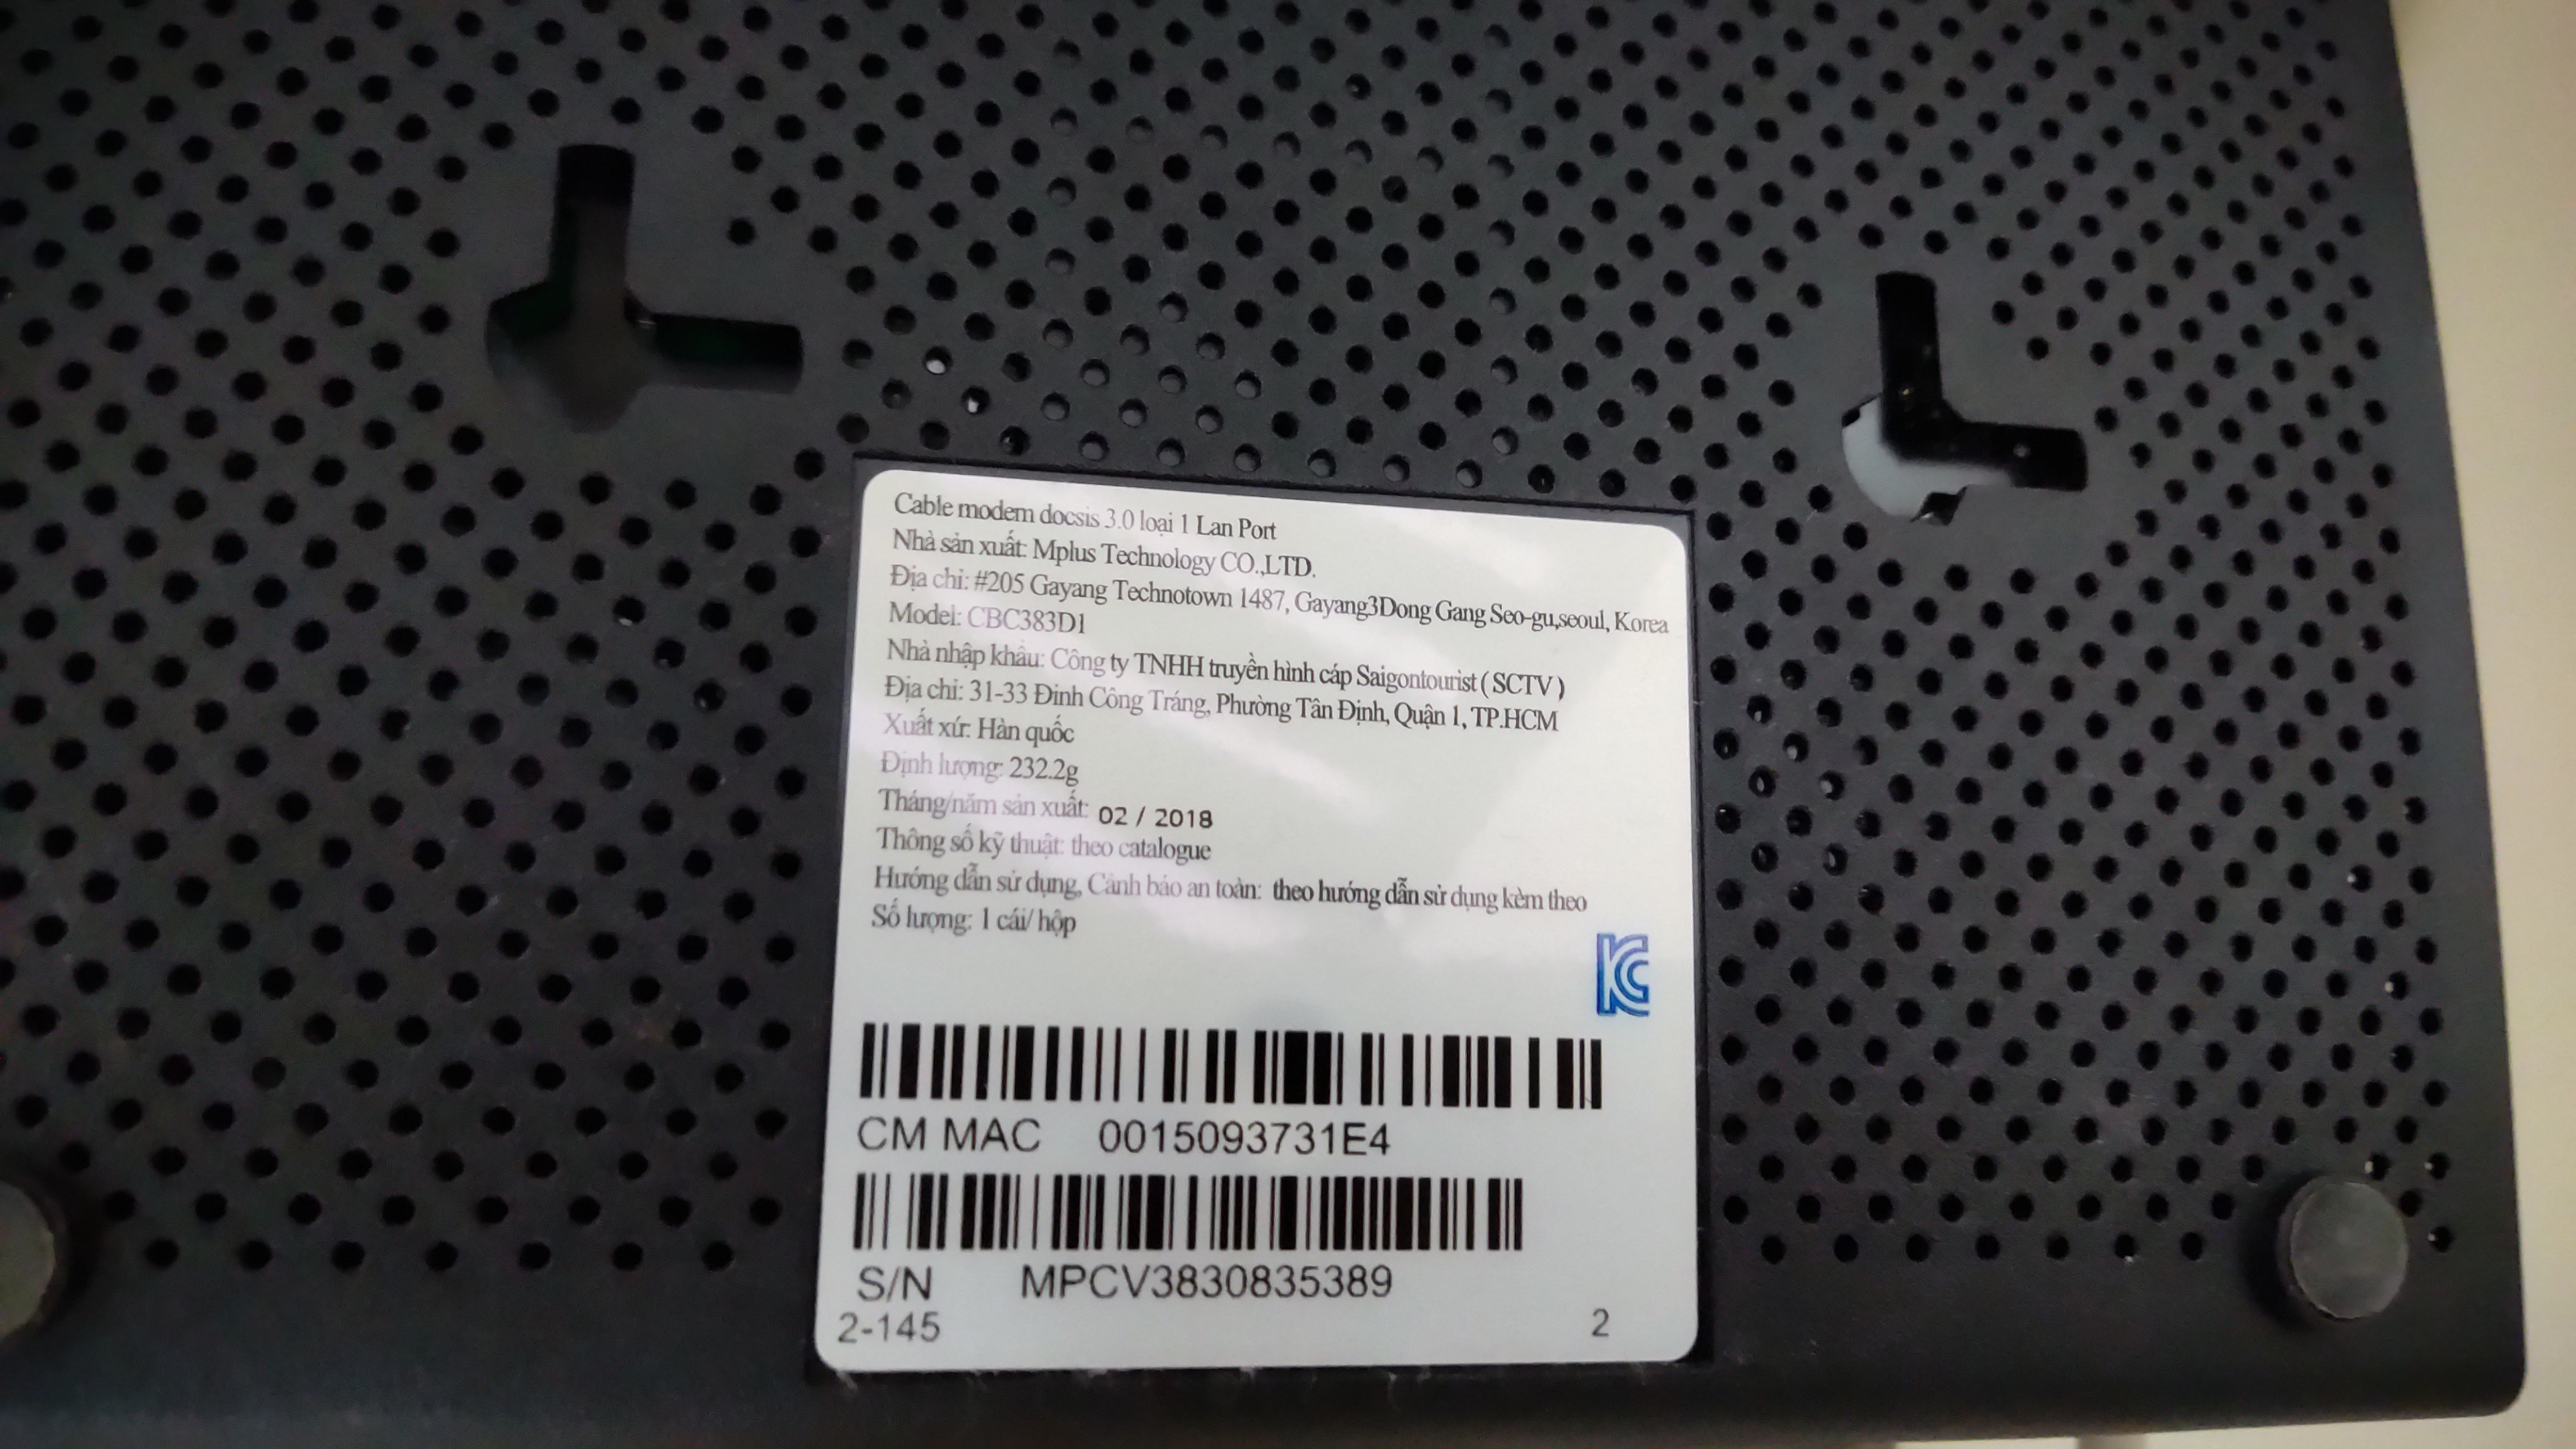 Cable modem docsis 3.0 loại 1 Lan Port
Nhà sản xuất: Mplus Technology CO.,LTD.
Địa chỉ: #205 Gayang Technotown 1487, Gayang3Dong Gang Seo-gu,seoul, Korea
Model: CBC383D1
Nhà nhập khẩu: Công ty TNHH truyền hình cáp Saigontourist ( SCTV )
Địa chỉ: 31-33 Đinh Công Tráng, Phường Tân Định, Quận 1, TP.HCM
Xuất xứ: Hàn quốc
Định lượng: 232.2g
Tháng/năm sản xuất: 02 / 2018
Thông số kỹ thuật: theo catalogue
Hướng dẫn sử dụng, Cảnh báo an toàn: theo hướng dẫn sử dụng kèm theo
Số lượng: 1 cái/ hộp
KC
CM MAC 0015093731E4
S/N MPCV3830835389
2-145 2